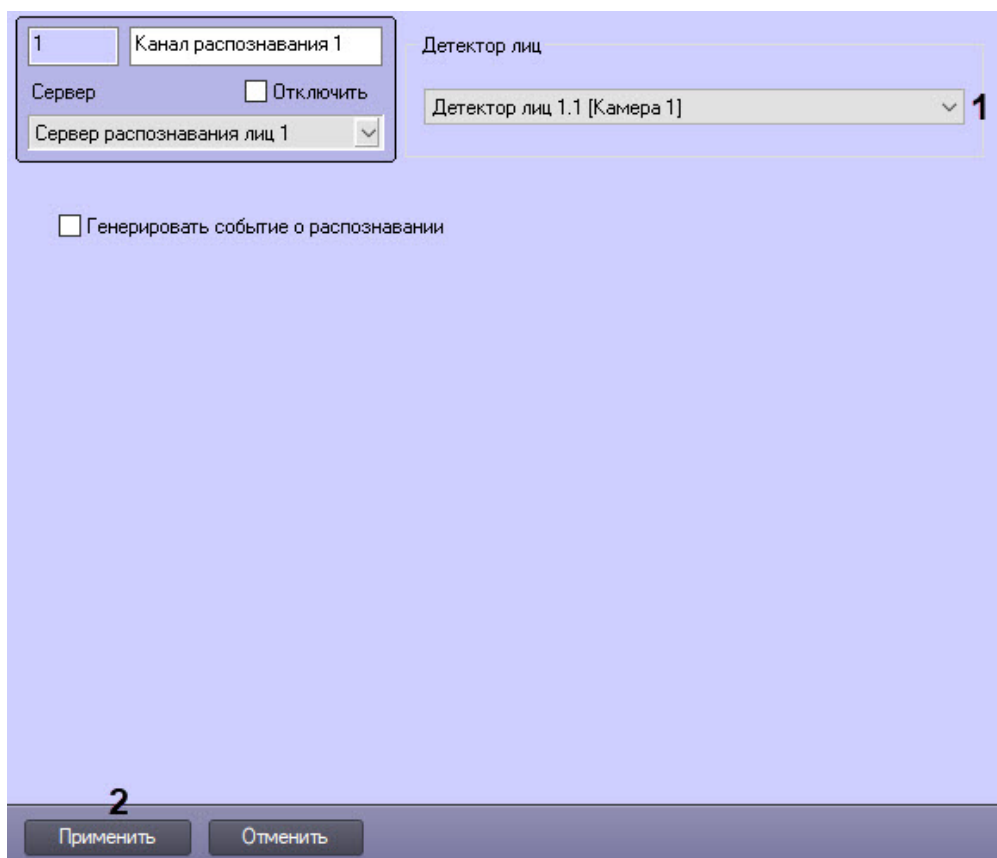 1
Канал распознавания 1
Сервер
Отключить
Сервер распознавания лиц 1
Детектор лиц
Детектор лиц 1.1 [Камера 1]
1
Генерировать событие о распознавании
2
Применить
Отменить